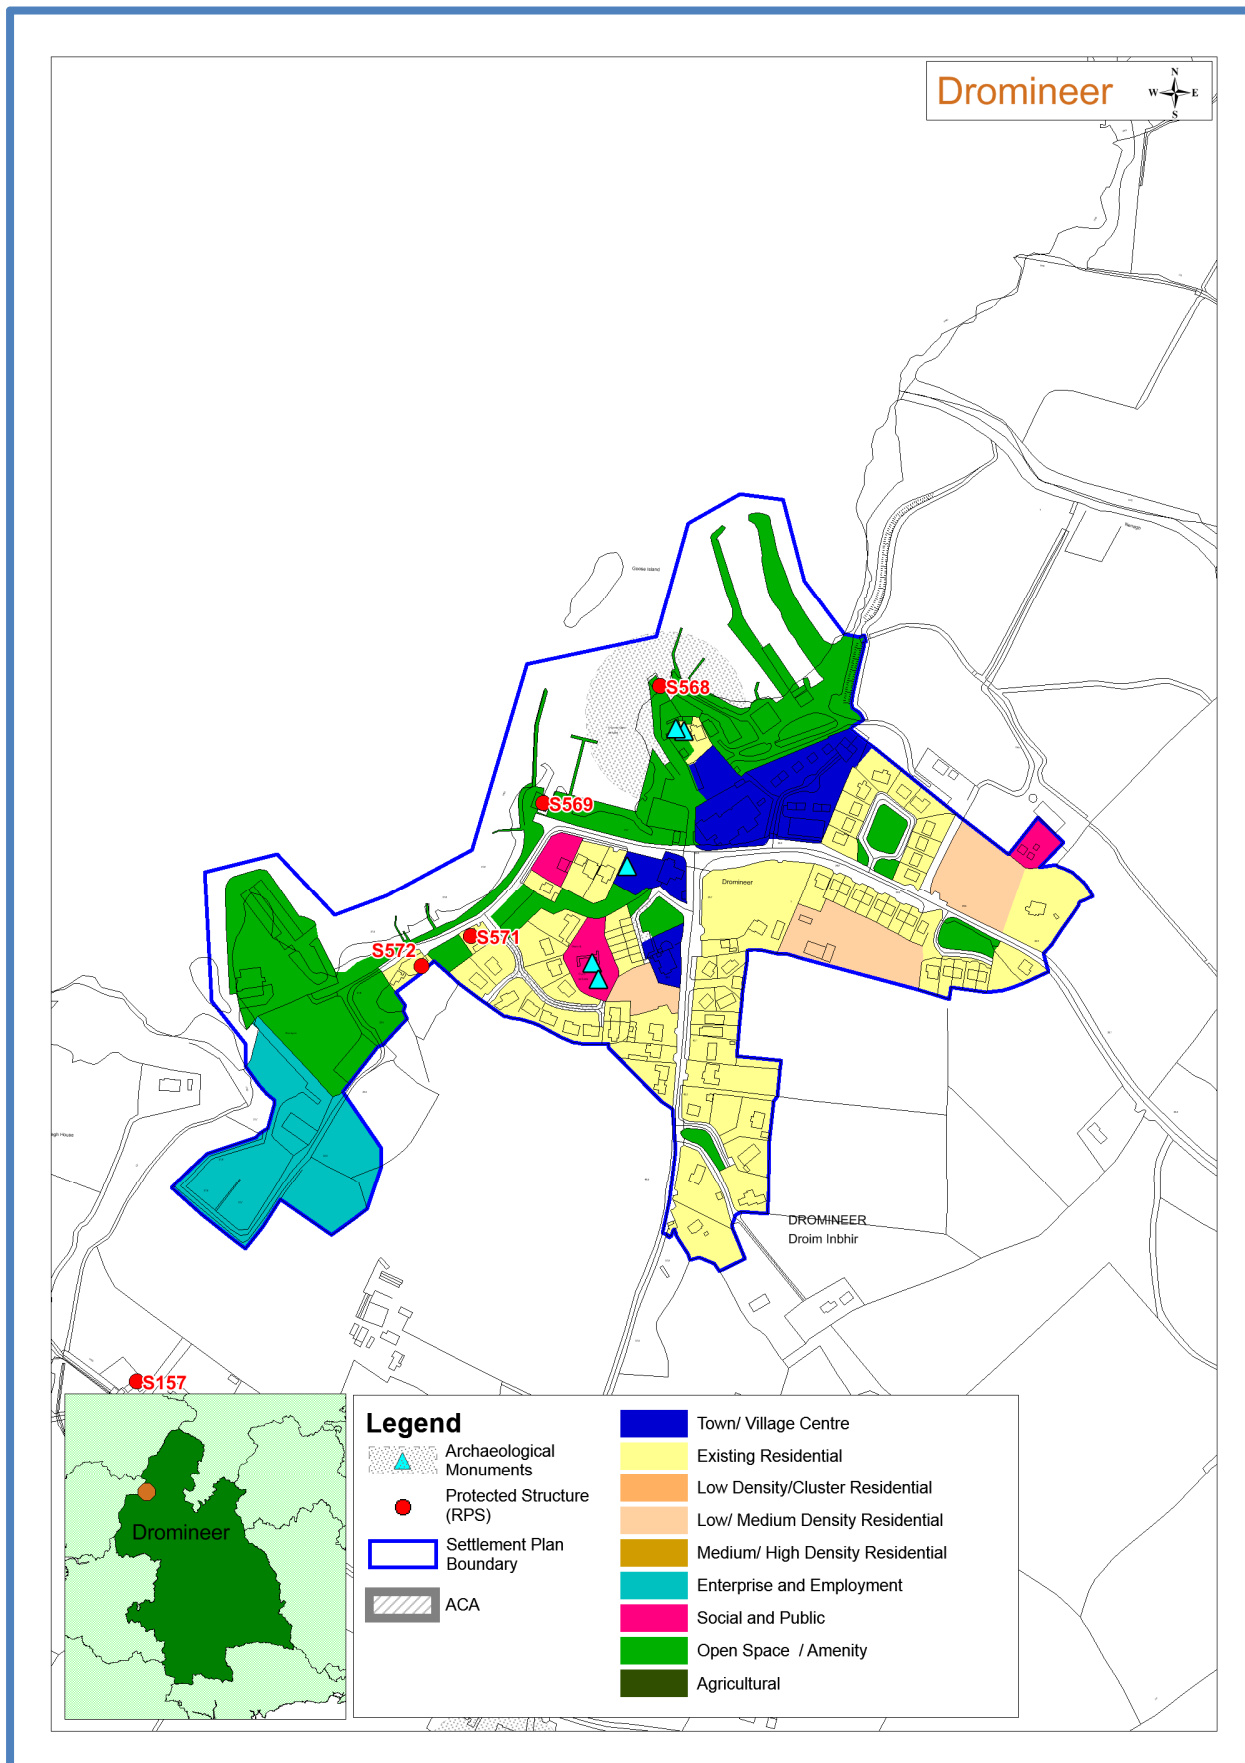 Dromineer
N
W E
S
Goose Island
S568
S569
Dromineer
S571
S572
DROMINEER
Droim Inbhir
S157
Dromineer
Legend
Archaeological
Monuments
Protected Structure
(RPS)
Settlement Plan
Boundary
ACA
Town/ Village Centre
Existing Residential
Low Density/Cluster Residential
Low/ Medium Density Residential
Medium/ High Density Residential
Enterprise and Employment
Social and Public
Open Space / Amenity
Agricultural